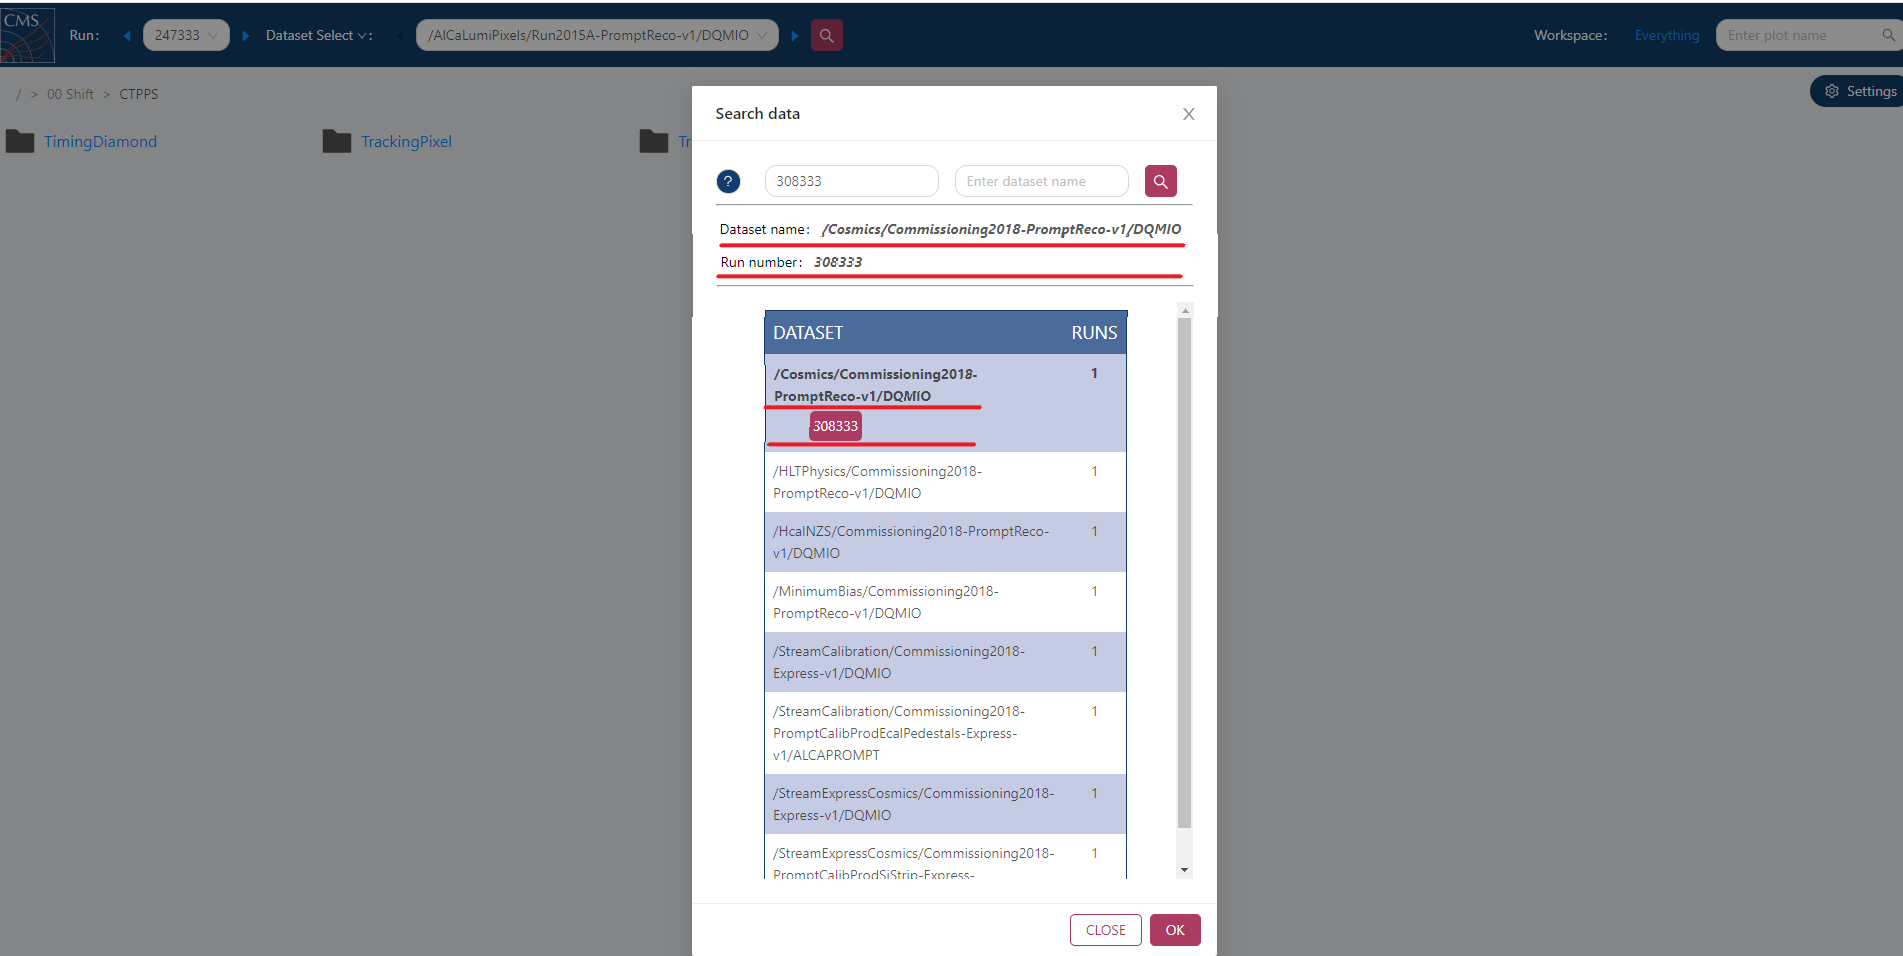 CMS
Run:
247333
Dataset Select :
/AlCaLumiPixels/Run2015A-PromptReco-v1/DQMIO
Workspace:
Everything
Enter plot name
/ > 00 Shift > CTPPS
Settings
TimingDiamond
TrackingPixel
Tr
Search data
X
?
308333
Enter dataset name
Dataset name: /Cosmics/Commissioning2018-PromptReco-v1/DQMIO
Run number: 308333
DATASET RUNS
/Cosmics/Commissioning2018- 1
PromptReco-v1/DQMIO
308333
/HLTPhysics/Commissioning2018- 1
PromptReco-v1/DQMIO
/HcalNZS/Commissioning2018-PromptReco- 1
v1/DQMIO
/MinimumBias/Commissioning2018- 1
PromptReco-v1/DQMIO
/StreamCalibration/Commissioning2018- 1
Express-v1/DQMIO
/StreamCalibration/Commissioning2018- 1
PromptCalibProdEcalPedestals-Express-
v1/ALCAPROMPT
/StreamExpressCosmics/Commissioning2018- 1
Express-v1/DQMIO
/StreamExpressCosmics/Commissioning2018- 1
PromptCalibProdSiStrip-Express-
CLOSE
OK